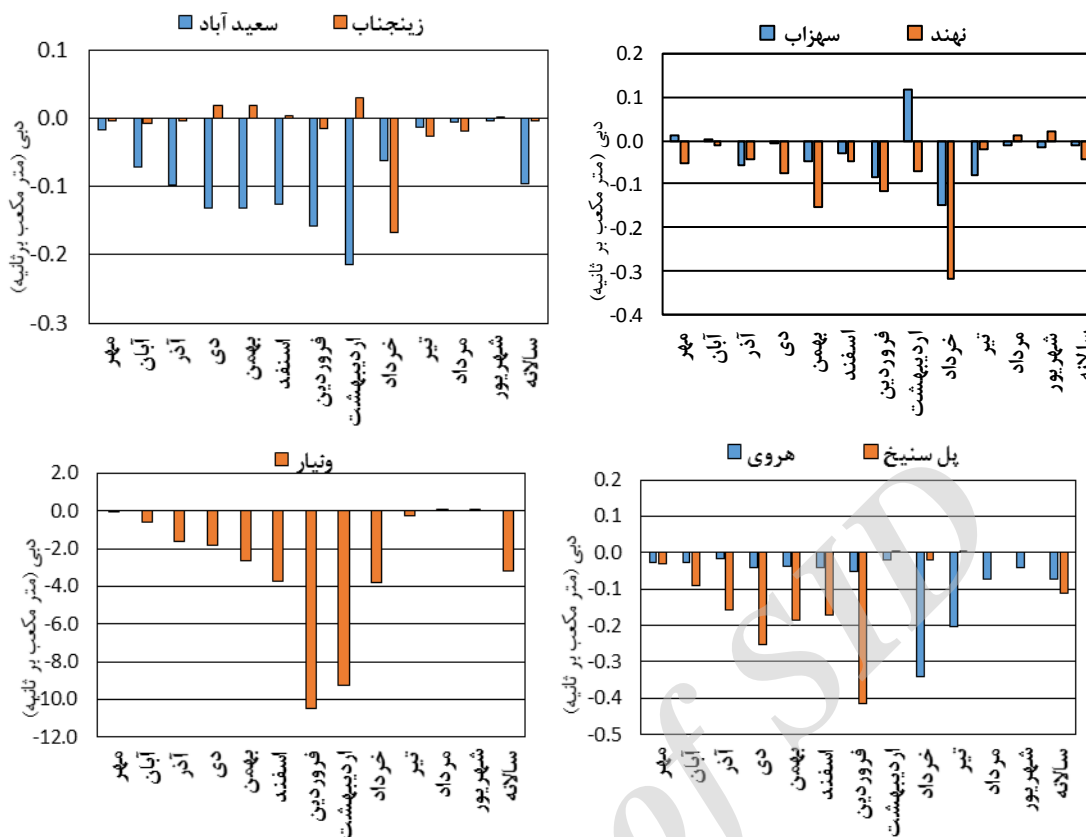 سعید آباد زینجناب
0.1
0.0
-0.1
-0.2
-0.3
دبی (متر مکعب برثانیه)
مهر
آبان
آذر
دی
بهمن
اسنفد
فروردین
اردیبهشت
خرداد
تیر
مرداد
شهریور
سالانه
سهزاب نهند
0.2
0.1
0.0
-0.1
-0.2
-0.3
-0.4
دبی (متر مکعب بر ثانیه)
مهر
آبان
آذر
دی
بهمن
اسفند
فروردین
اردیبهشت
خرداد
تیر
مرداد
شهریور
سالانه
ونیار
2.0
0.0
-2.0
-4.0
-6.0
-8.0
-10.0
-12.0
دبی (متر مکعب بر ثانیه)
مهر
آبان
آذر
دی
بهمن
اسفند
فروردین
اردیبهشت
خرداد
تیر
مرداد
شهریور
سالانه
هروی پل سنیخ
0.2
0.1
0.0
-0.1
-0.2
-0.3
-0.4
-0.5
دبی (متر مکعب بر ثانیه)
مهر
آبان
آذر
دی
بهمن
اسفند
فروردین
اردیبهشت
خرداد
تیر
مرداد
شهریور
سالانه
of SID